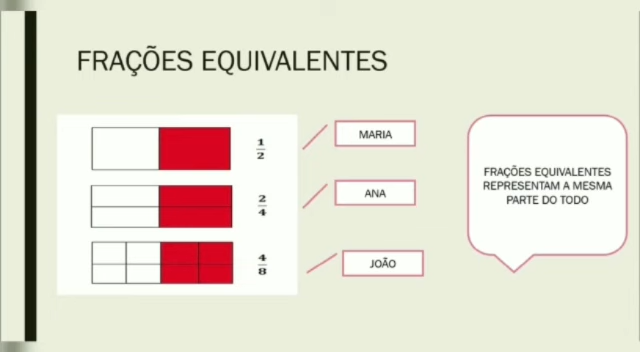 FRAÇÕES EQUIVALENTES
1
2
MARIA
2
4
ANA
4
8
JOÃO
FRAÇÕES EQUIVALENTES
REPRESENTAM A MESMA
PARTE DO TODO